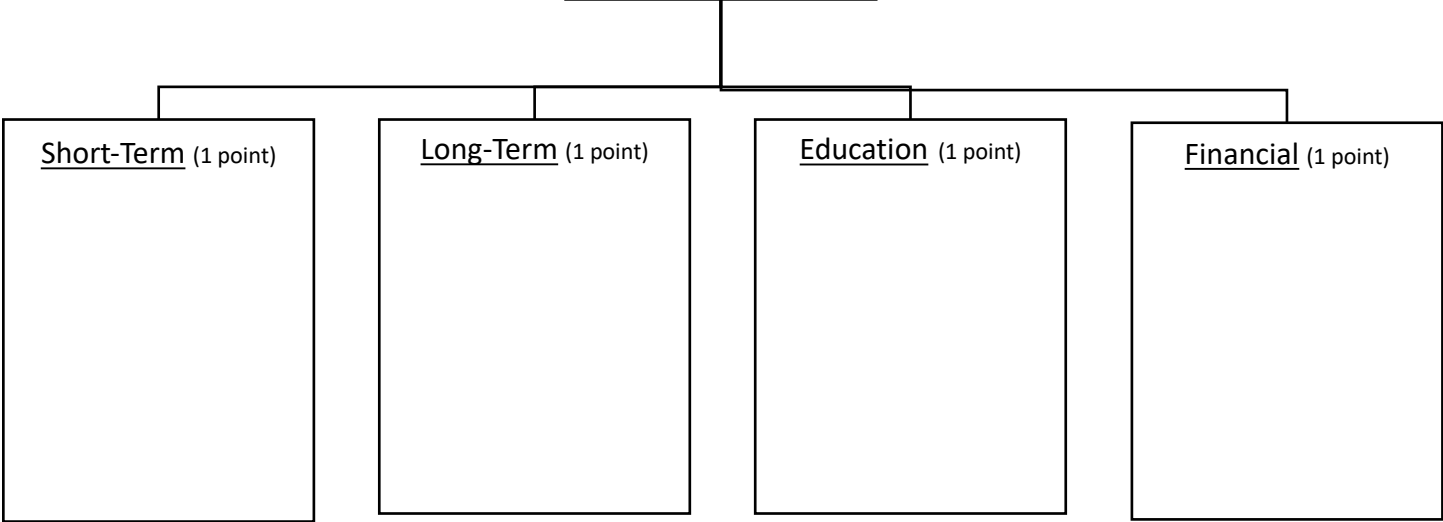 Short-Term (1 point)
Long-Term (1 point)
Education (1 point)
Financial (1 point)